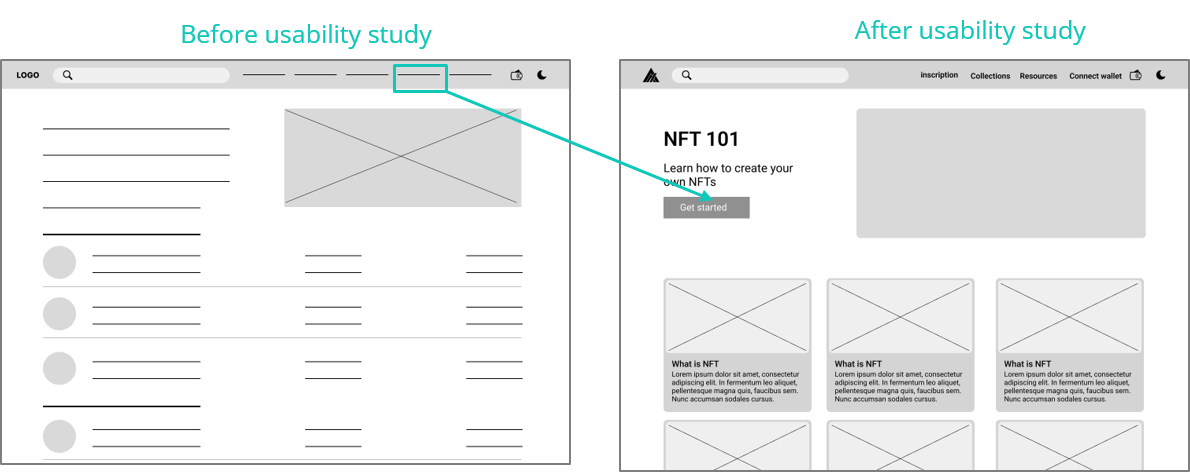 Before usability study
After usability study
LOGO
inscription Collections Resources Connect wallet
NFT 101
Learn how to create your
own NFTs
Get started
What is NFT
Lorem ipsum dolor sit amet, consectetur
adipiscing elit. In fermentum leo aliquet,
pellentesque magna quis, faucibus sem.
Nunc accumsan sodales cursus.
What is NFT
Lorem ipsum dolor sit amet, consectetur
adipiscing elit. In fermentum leo aliquet,
pellentesque magna quis, faucibus sem.
Nunc accumsan sodales cursus.
What is NFT
Lorem ipsum dolor sit amet, consectetur
adipiscing elit. In fermentum leo aliquet,
pellentesque magna quis, faucibus sem.
Nunc accumsan sodales cursus.